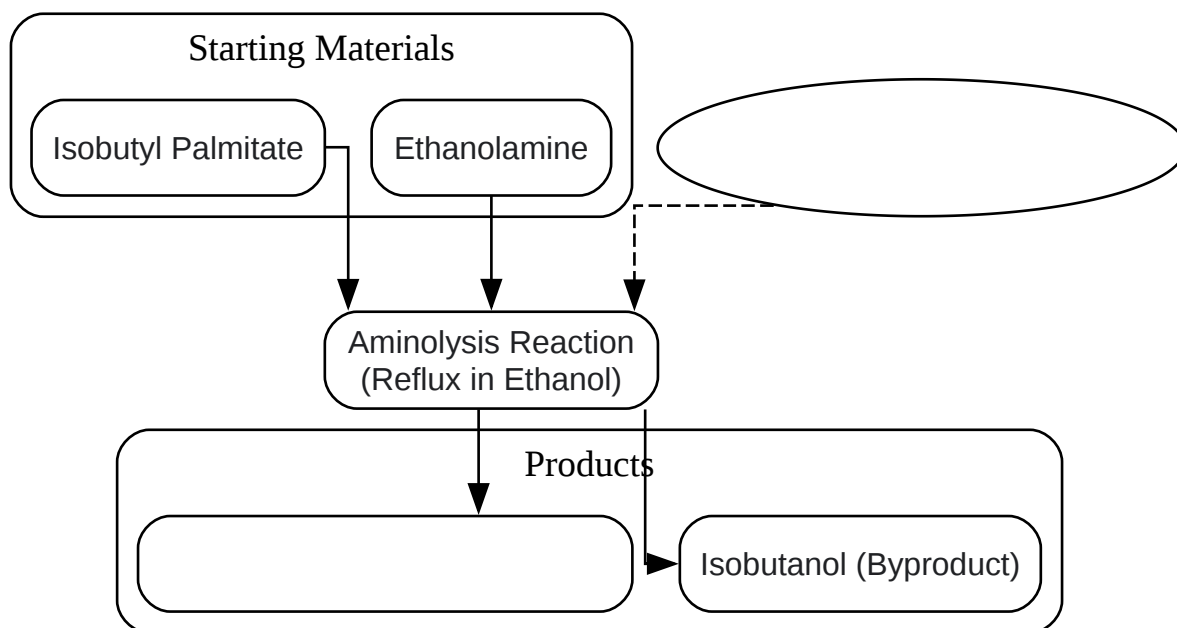 Starting Materials
Isobutyl Palmitate
Ethanolamine
Aminolysis Reaction
(Reflux in Ethanol)
Products
Isobutanol (Byproduct)